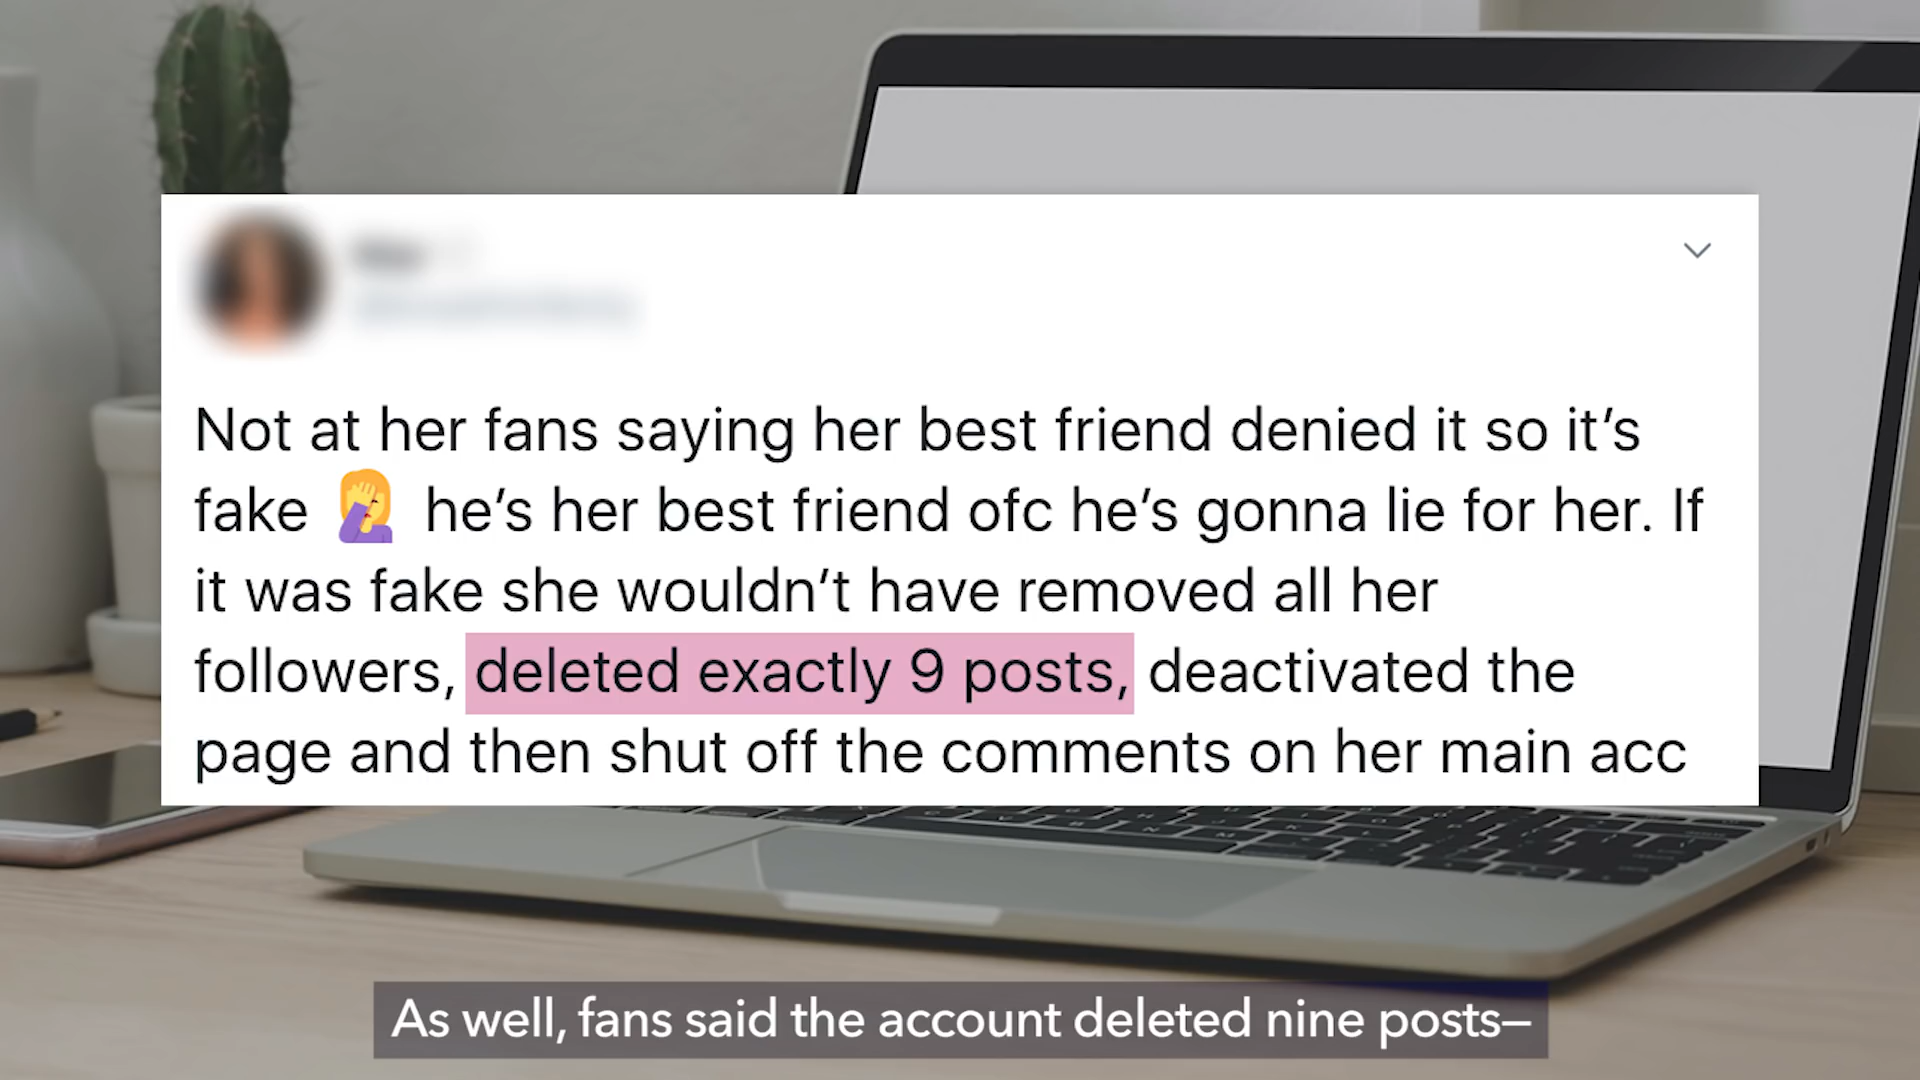 Not at her fans saying her best friend denied it so it’s
fake 🤦‍♀️ he’s her best friend ofc he’s gonna lie for her. If
it was fake she wouldn’t have removed all her
followers, deleted exactly 9 posts, deactivated the
page and then shut off the comments on her main acc
As well, fans said the account deleted nine posts—